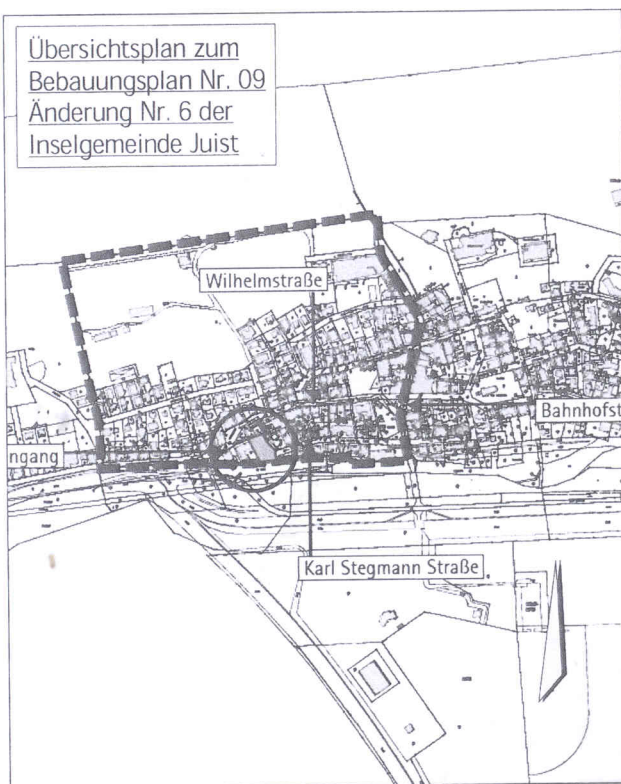 Übersichtsplan zum
Bebauungsplan Nr. 09
Änderung Nr. 6 der
Inselgemeinde Juist
Wilhelmstraße
Bahnhofst
ngang
Karl Stegmann Straße